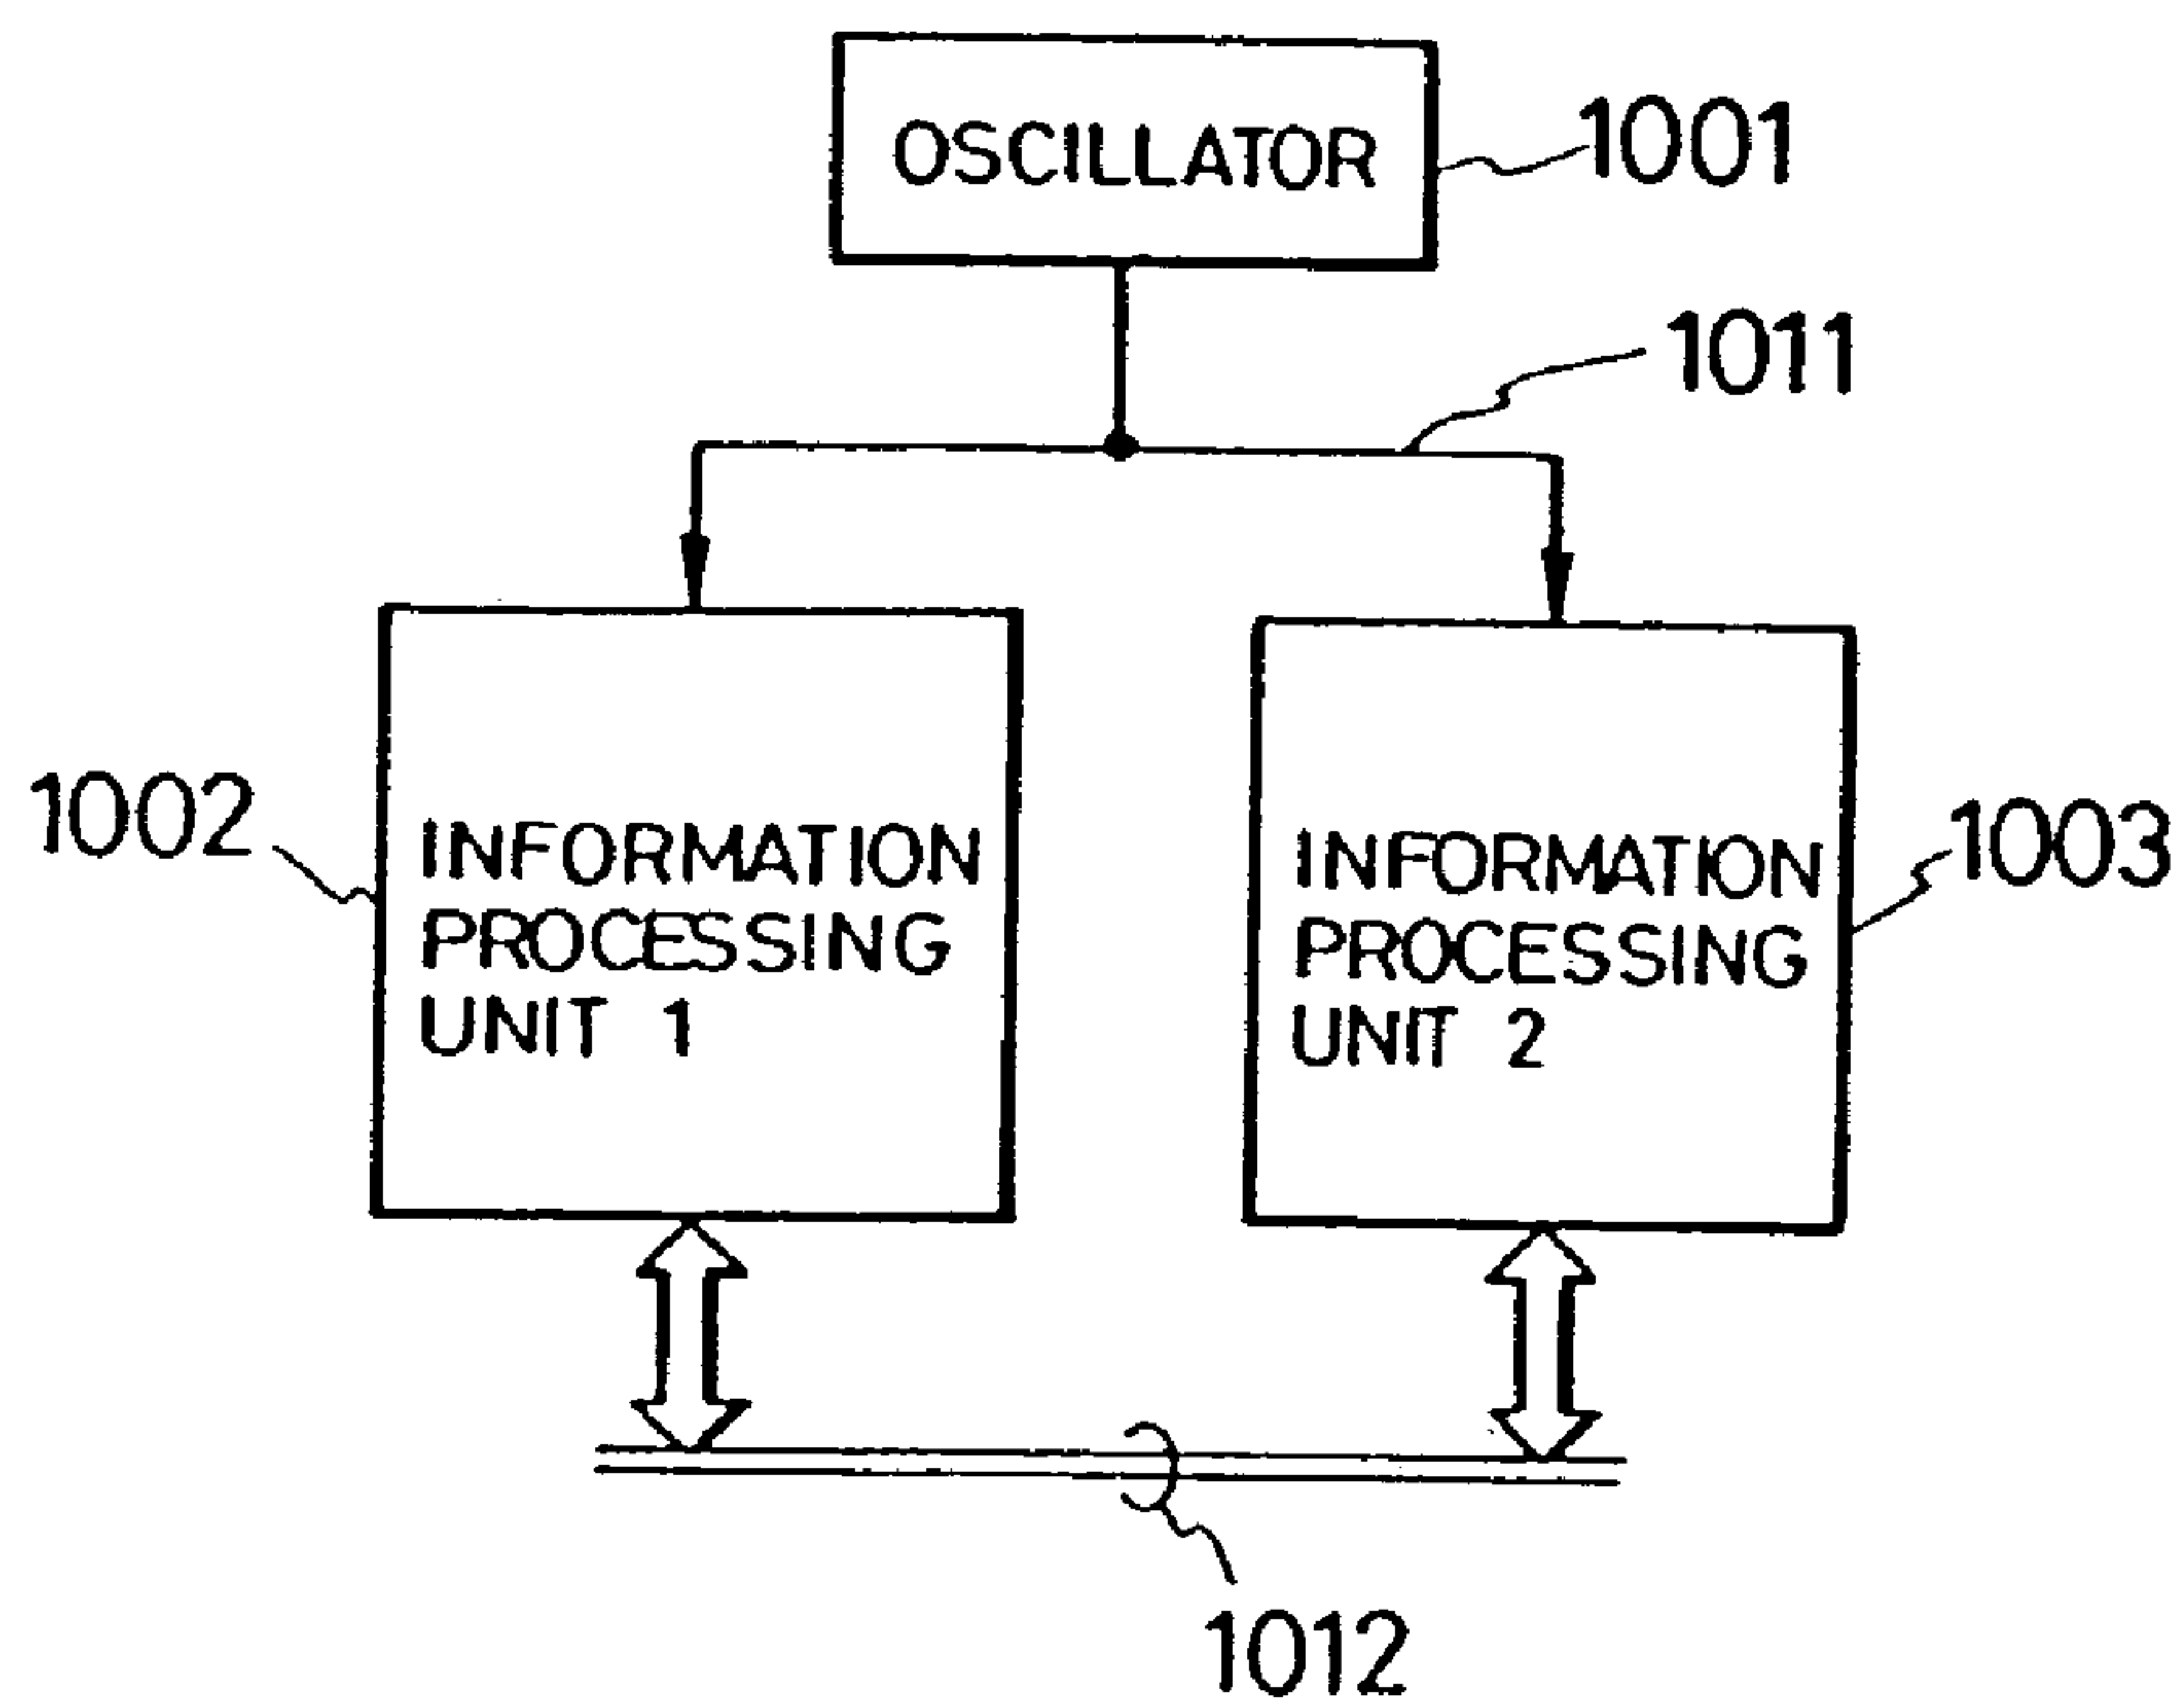 OSCILLATOR
1001
1011
1002
INFORMATION
PROCESSING
UNIT 1
INFORMATION
PROCESSING
UNIT 2
1003
1012